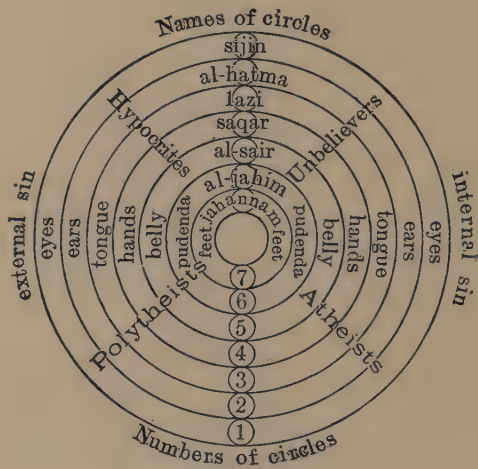 Names of circles
sijin
al-hatma
lazi
saqar
al-sair
al-jahim
jahannam
Hypocrites
Unbelievers
external sin
eyes
ears
tongue
hands
belly
pudenda
feet
feet
pudenda
belly
hands
tongue
ears
eyes
internal sin
Polytheists
Atheists
7
6
5
4
3
2
1
Numbers of circles